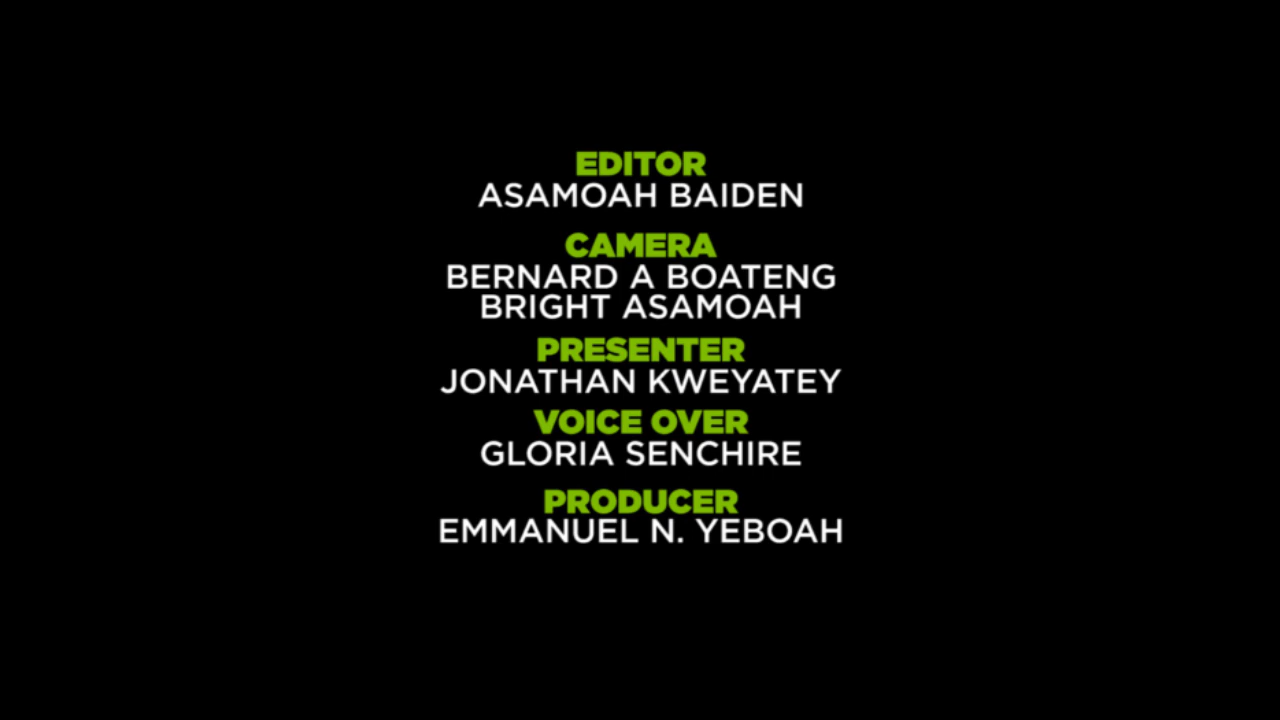 EDITOR
ASAMOAH BAIDEN
CAMERA
BERNARD A BOATENG
BRIGHT ASAMOAH
PRESENTER
JONATHAN KWEYATEY
VOICE OVER
GLORIA SENCHIRE
PRODUCER
EMMANUEL N. YEBOAH